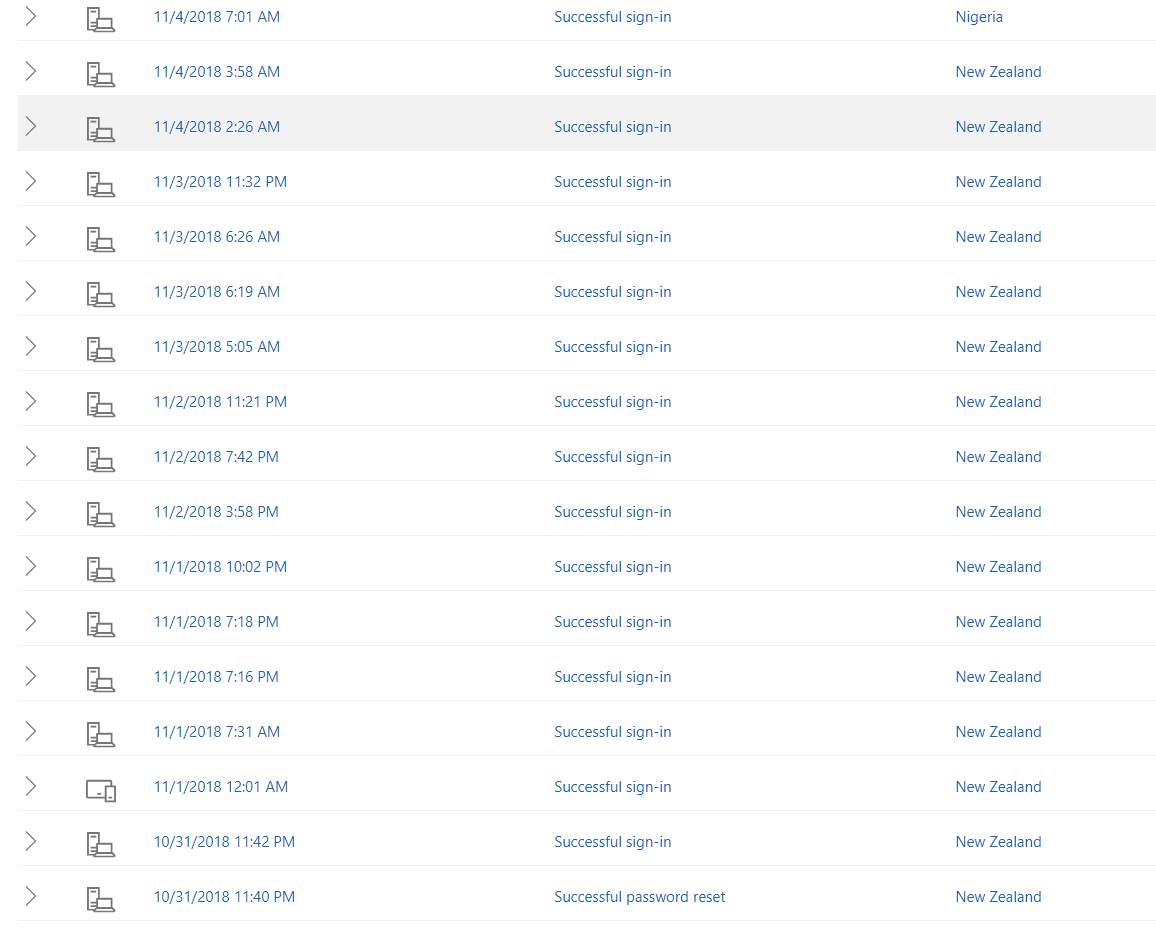 11/4/2018 7:01 AM Successful sign-in Nigeria
11/4/2018 3:58 AM Successful sign-in New Zealand
11/4/2018 2:26 AM Successful sign-in New Zealand
11/3/2018 11:32 PM Successful sign-in New Zealand
11/3/2018 6:26 AM Successful sign-in New Zealand
11/3/2018 6:19 AM Successful sign-in New Zealand
11/3/2018 5:05 AM Successful sign-in New Zealand
11/2/2018 11:21 PM Successful sign-in New Zealand
11/2/2018 7:42 PM Successful sign-in New Zealand
11/2/2018 3:58 PM Successful sign-in New Zealand
11/1/2018 10:02 PM Successful sign-in New Zealand
11/1/2018 7:18 PM Successful sign-in New Zealand
11/1/2018 7:16 PM Successful sign-in New Zealand
11/1/2018 7:31 AM Successful sign-in New Zealand
11/1/2018 12:01 AM Successful sign-in New Zealand
10/31/2018 11:42 PM Successful sign-in New Zealand
10/31/2018 11:40 PM Successful password reset New Zealand